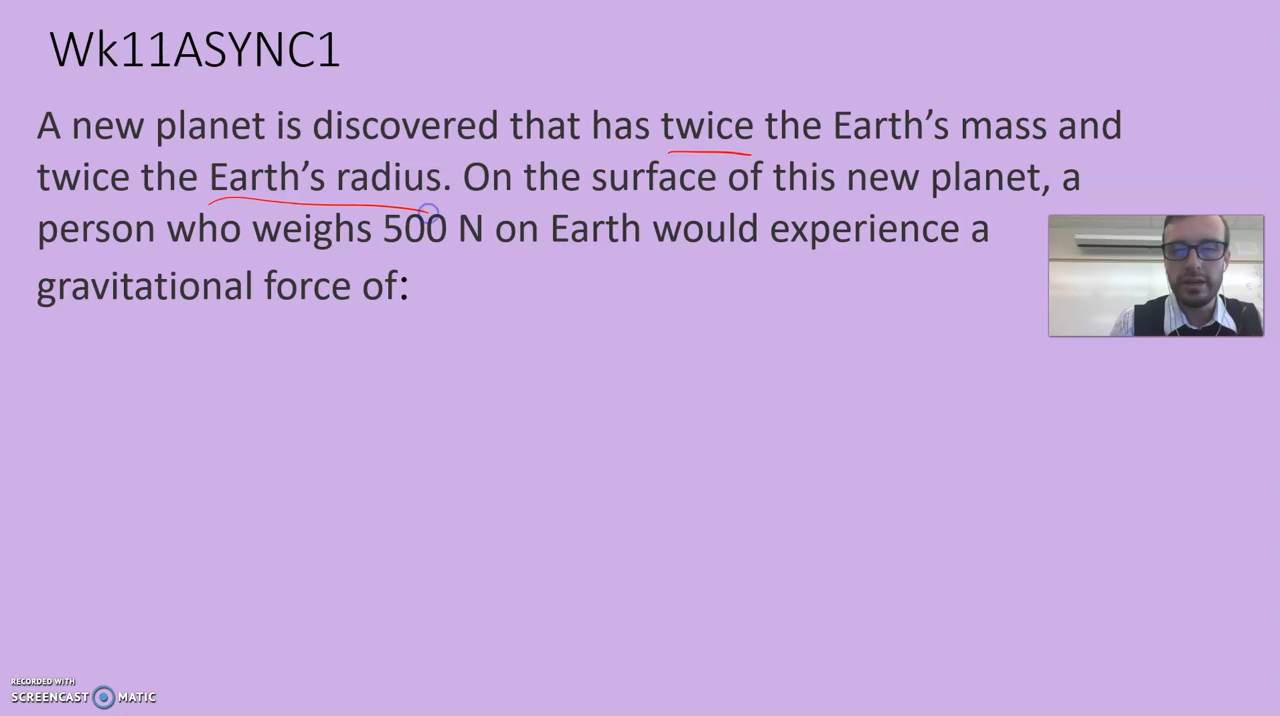 Wk11ASYNC1
A new planet is discovered that has twice the Earth’s mass and
twice the Earth’s radius. On the surface of this new planet, a
person who weighs 500 N on Earth would experience a
gravitational force of:
RECORDED WITH
SCREENCAST MATIC